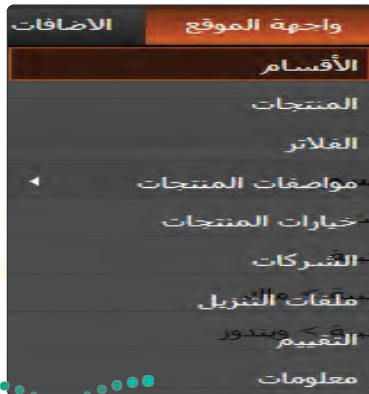 واجهة الموقع الاضافات
الأقسام
المنتجات
الفلاتر
مواصفات المنتجات
خيارات المنتجات
الشركات
ملفات التنزيل
التقييم
معلومات